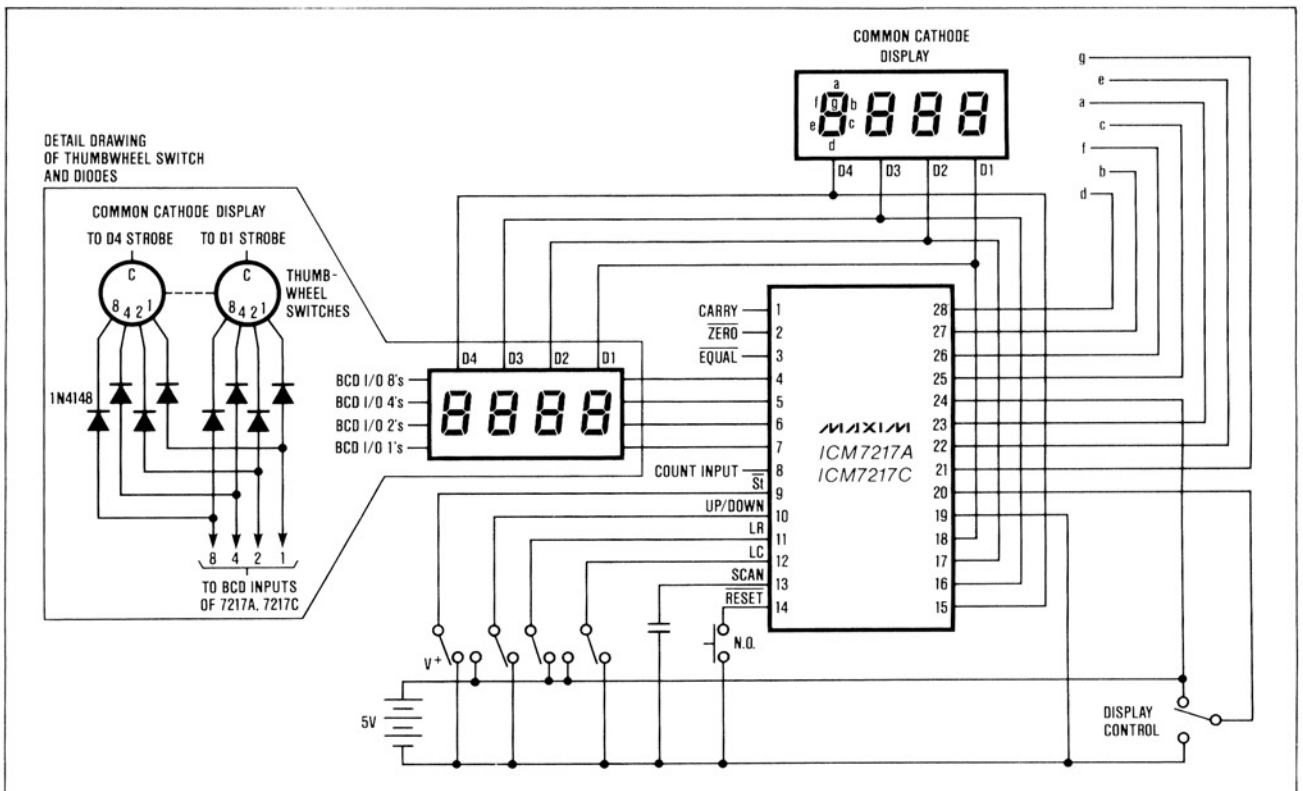 COMMON CATHODE
DISPLAY
a
f g b
e c
d
D4 D3 D2 D1
g
e
a
c
f
b
d
DETAIL DRAWING
OF THUMBWHEEL SWITCH
AND DIODES
COMMON CATHODE DISPLAY
TO D4 STROBE TO D1 STROBE
C C
THUMB-
WHEEL
SWITCHES
8 4 2 1 8 4 2 1
1N4148
8 4 2 1
TO BCD INPUTS
OF 7217A, 7217C
D4 D3 D2 D1
BCD I/O 8's
BCD I/O 4's
BCD I/O 2's
BCD I/O 1's
8888
8888
CARRY 1
ZERO 2
EQUAL 3
4
5
6
7
COUNT INPUT 8
St 9
UP/DOWN 10
LR 11
LC 12
SCAN 13
RESET 14
MAXIM
ICM7217A
ICM7217C
28
27
26
25
24
23
22
21
20
19
18
17
16
15
V+
N.O.
5V
DISPLAY
CONTROL